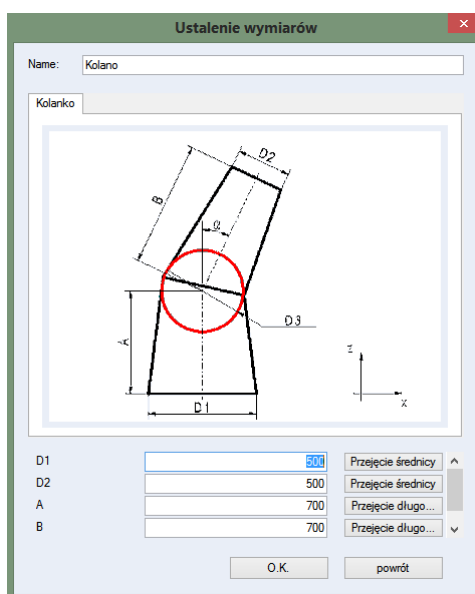 Ustalenie wymiarów
Name: Kolano
Kolanko
D2
B
α
D3
A
z
x
D1
D1 500 Przejęcie średnicy
D2 500 Przejęcie średnicy
A 700 Przejęcie długo...
B 700 Przejęcie długo...
O.K. powrót